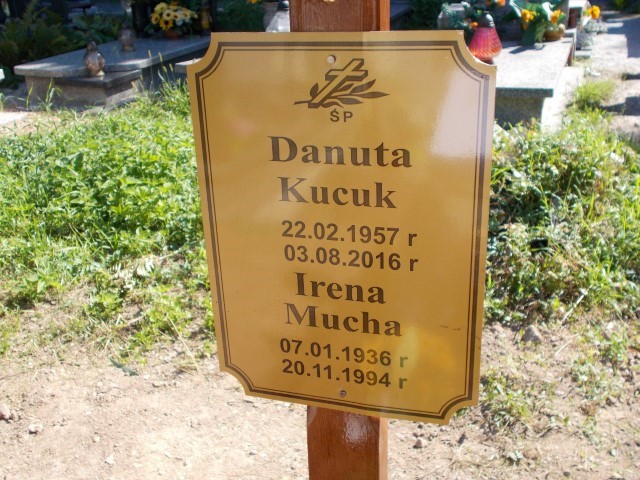 ŚP
Danuta
Kucuk
22.02.1957 r
03.08.2016 r
Irena
Mucha
07.01.1936 r
20.11.1994 r